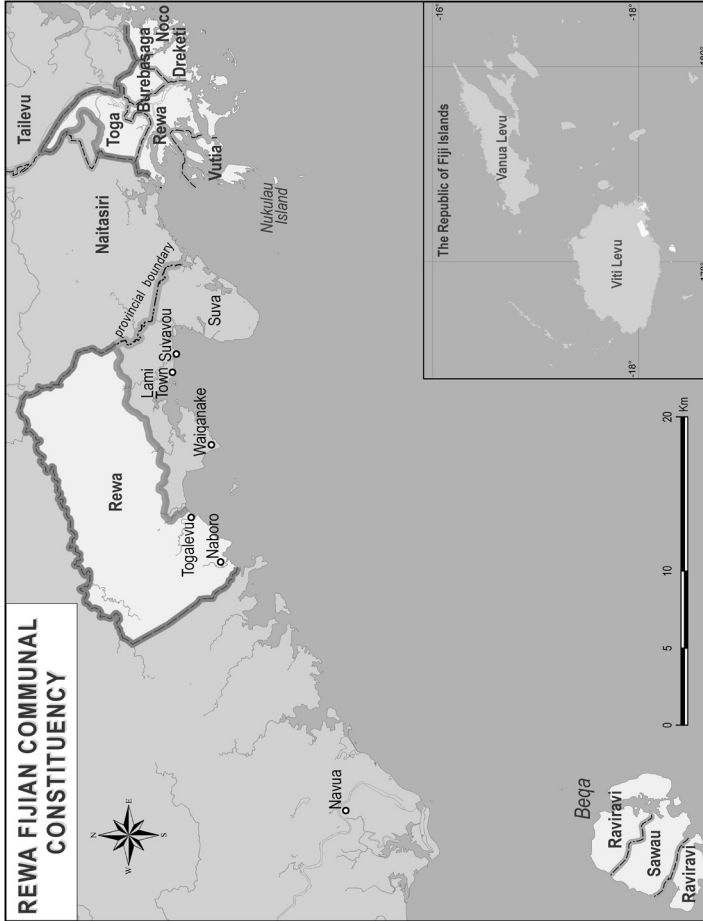 REWA FIJIAN COMMUNAL
CONSTITUENCY
N
W
E
S
Tailevu
Naitasiri
Toga
Burebasaga
Noco
Dreketi
Rewa
Vutia
Nukulau
Island
provincial boundary
Rewa
Lami
Town
Suvavou
Suva
Waiqanake
Togalevu
Naboro
Navua
Beqa
Raviravi
Sawau
Raviravi
0
5
10
20
Km
The Republic of Fiji Islands
-16°
-18°
-18°
Vanua Levu
Viti Levu